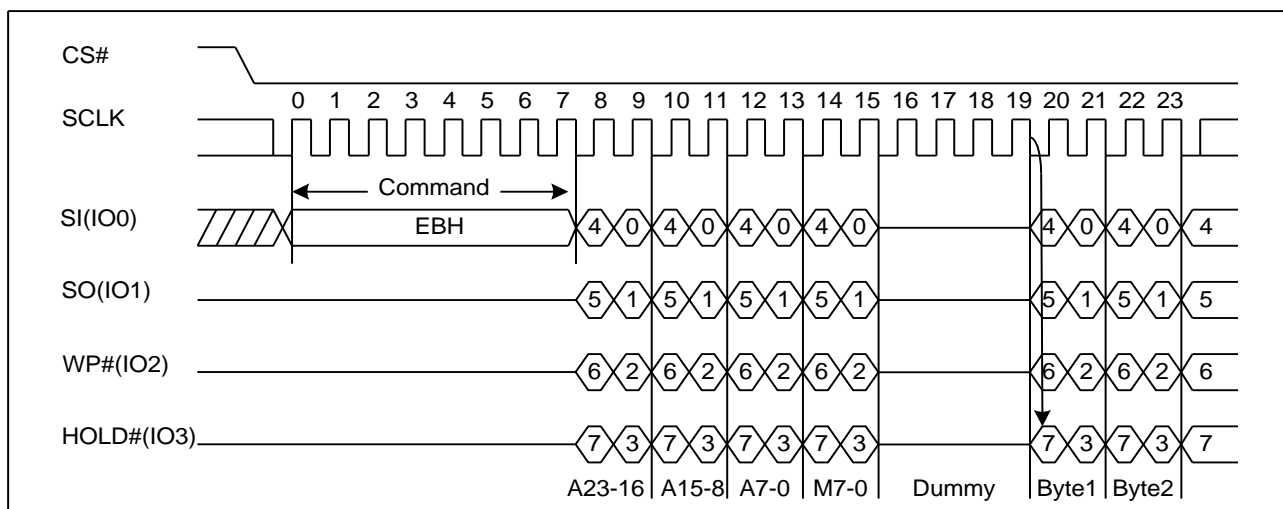 CS#
0 1 2 3 4 5 6 7 8 9 10 11 12 13 14 15 16 17 18 19 20 21 22 23
SCLK
Command
SI(IO0) EBH 4 0 4 0 4 0 4 0 4 0 4 0 4
SO(IO1) 5 1 5 1 5 1 5 1 5 1 5 1 5
WP#(IO2) 6 2 6 2 6 2 6 2 6 2 6 2 6
HOLD#(IO3) 7 3 7 3 7 3 7 3 7 3 7 3 7
A23-16 A15-8 A7-0 M7-0 Dummy Byte1 Byte2